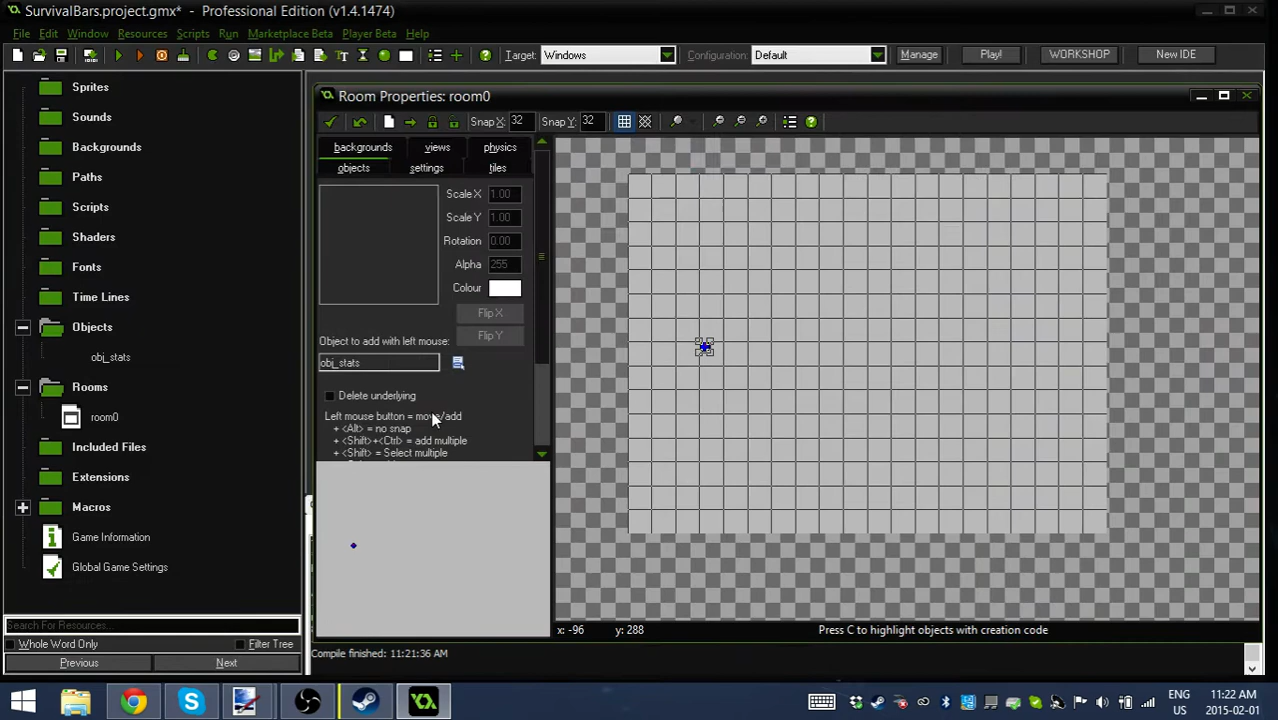 SurvivalBars.project.gmx* - Professional Edition (v1.4.1474)
File Edit Window Resources Scripts Run Marketplace Beta Player Beta Help
Target: Windows Configuration: Default Manage Play! WORKSHOP New IDE
Sprites
Sounds
Backgrounds
Paths
Scripts
Shaders
Fonts
Time Lines
Objects
obj_stats
Rooms
room0
Included Files
Extensions
Macros
Game Information
Global Game Settings
Search For Resources...
Whole Word Only Filter Tree
Previous Next
Room Properties: room0
Snap X: 32 Snap Y: 32
backgrounds views physics
objects settings tiles
Scale X 1.00
Scale Y 1.00
Rotation 0.00
Alpha 255
Colour
Flip X
Flip Y
Object to add with left mouse:
obj_stats
Delete underlying
Left mouse button = move/add
+ <Alt> = no snap
+ <Shift>+<Ctrl> = add multiple
+ <Shift> = Select multiple
x: -96 y: 288 Press C to highlight objects with creation code
Compile finished: 11:21:36 AM
ENG
US
11:22 AM
2015-02-01